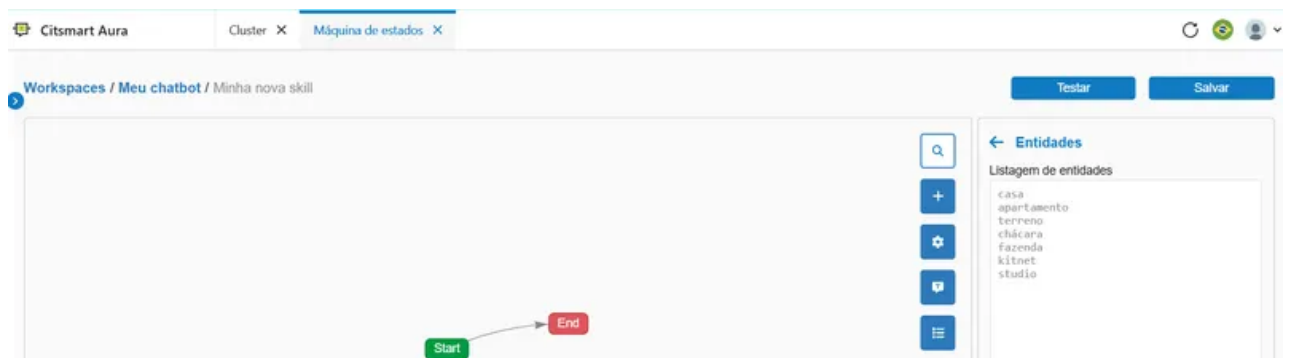 Citsmart Aura
Cluster
Máquina de estados
Workspaces / Meu chatbot / Minha nova skill
Testar
Salvar
Entidades
Listagem de entidades
casa
apartamento
terreno
chácara
fazenda
kitnet
studio
End
Start